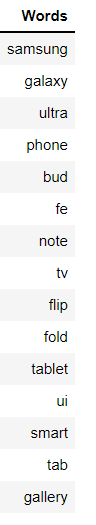 Words
samsung
galaxy
ultra
phone
bud
fe
note
tv
flip
fold
tablet
ui
smart
tab
gallery